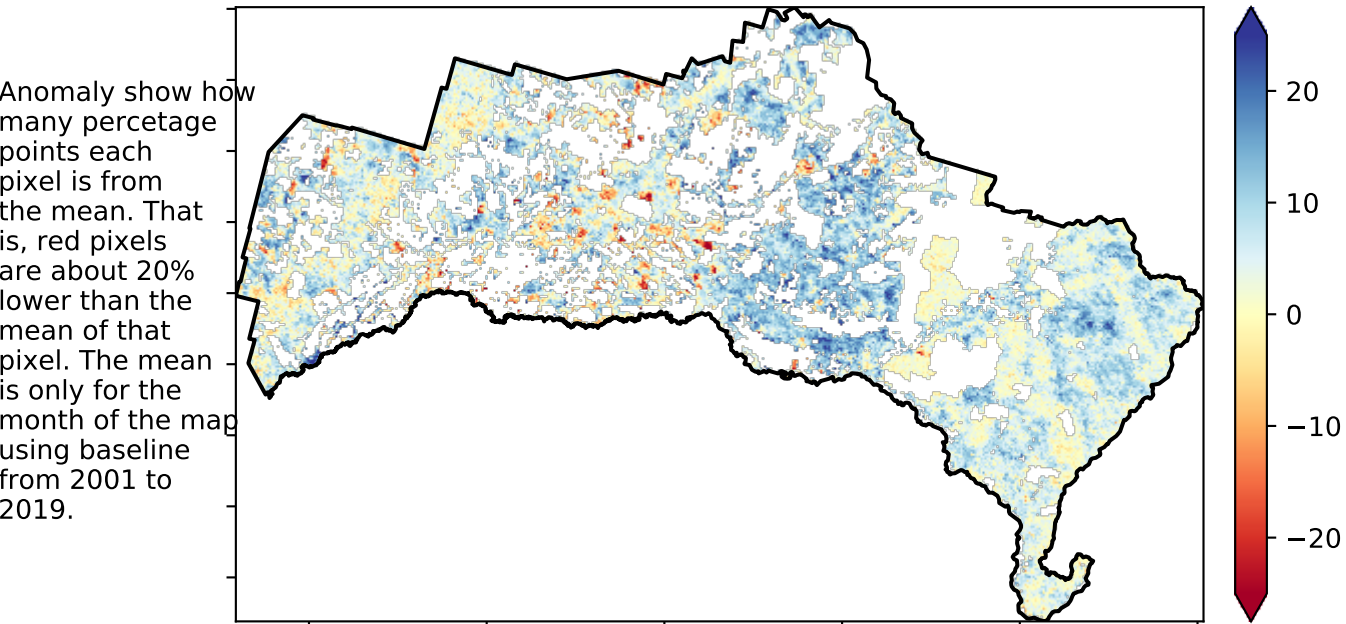 Anomaly show how
many percetage
points each
pixel is from
the mean. That
is, red pixels
are about 20%
lower than the
mean of that
pixel. The mean
is only for the
month of the map
using baseline
from 2001 to
2019.
20
10
0
−10
−20